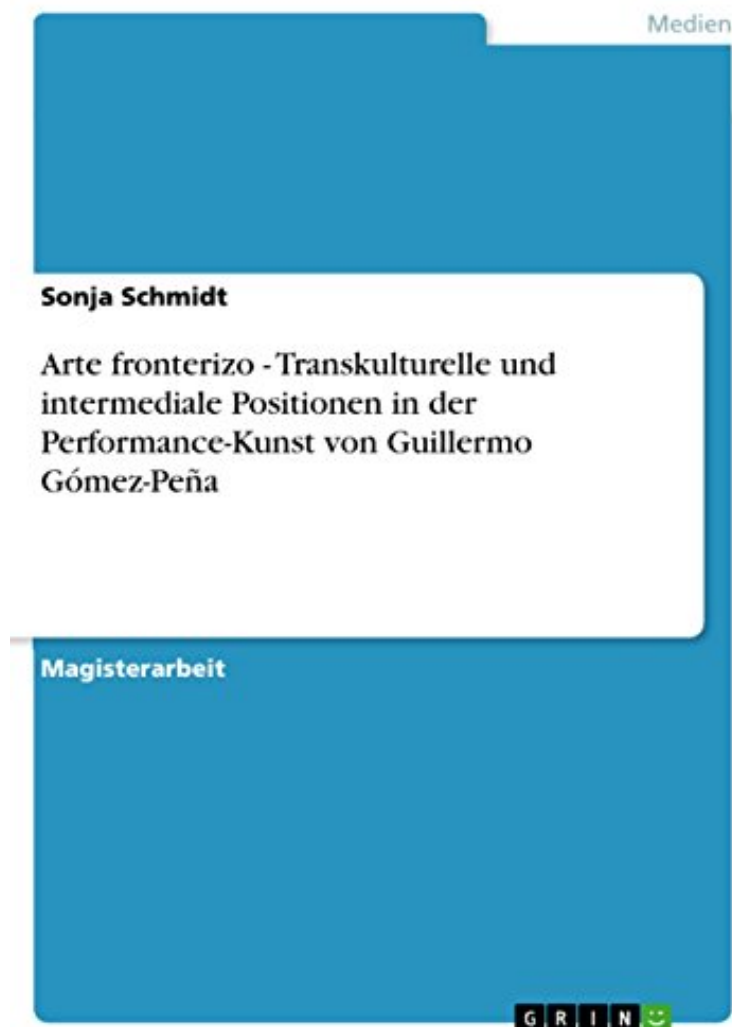 Medien
Sonja Schmidt
Arte fronterizo - Transkulturelle und
intermediale Positionen in der
Performance-Kunst von Guillermo
Gómez-Peña
Magisterarbeit
GRIN